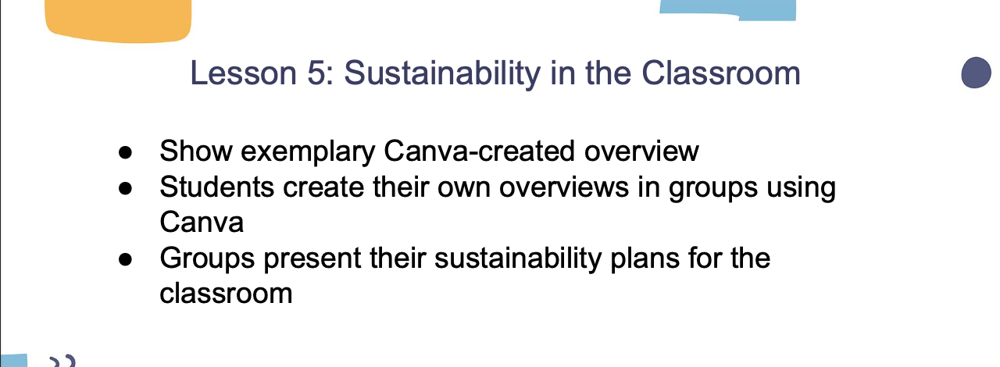 Lesson 5: Sustainability in the Classroom
● Show exemplary Canva-created overview
● Students create their own overviews in groups using
Canva
● Groups present their sustainability plans for the
classroom